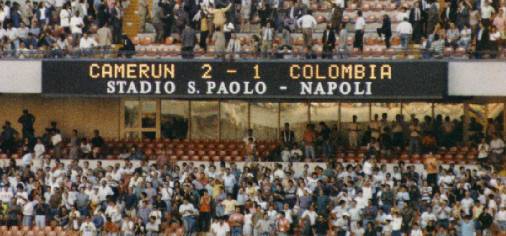 CAMERUN 2 - 1 COLOMBIA
STADIO S. PAOLO - NAPOLI